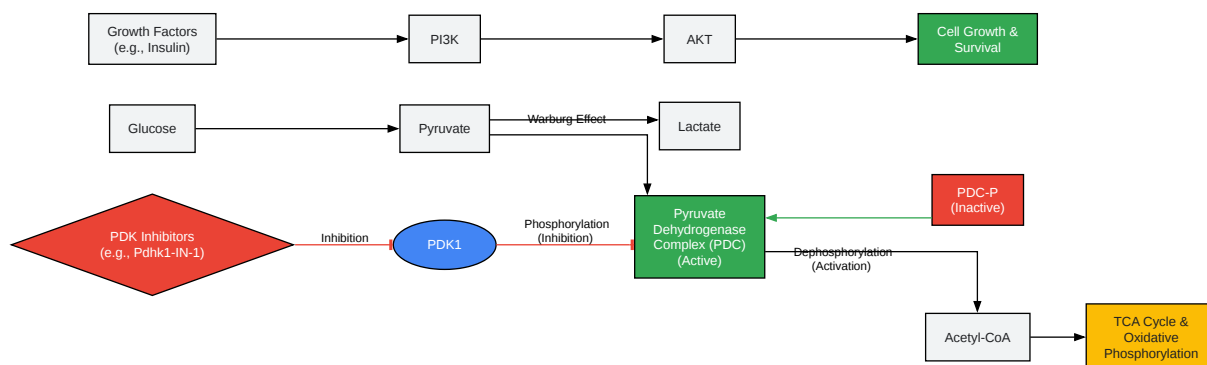 Growth Factors
(e.g., Insulin)
PI3K
AKT
Cell Growth &
Survival
Glucose
Pyruvate
Warburg Effect
Lactate
PDK Inhibitors
(e.g., Pdhk1-IN-1)
Inhibition
PDK1
Phosphorylation
(Inhibition)
Pyruvate
Dehydrogenase
Complex (PDC)
(Active)
PDC-P
(Inactive)
Dephosphorylation
(Activation)
Acetyl-CoA
TCA Cycle &
Oxidative
Phosphorylation